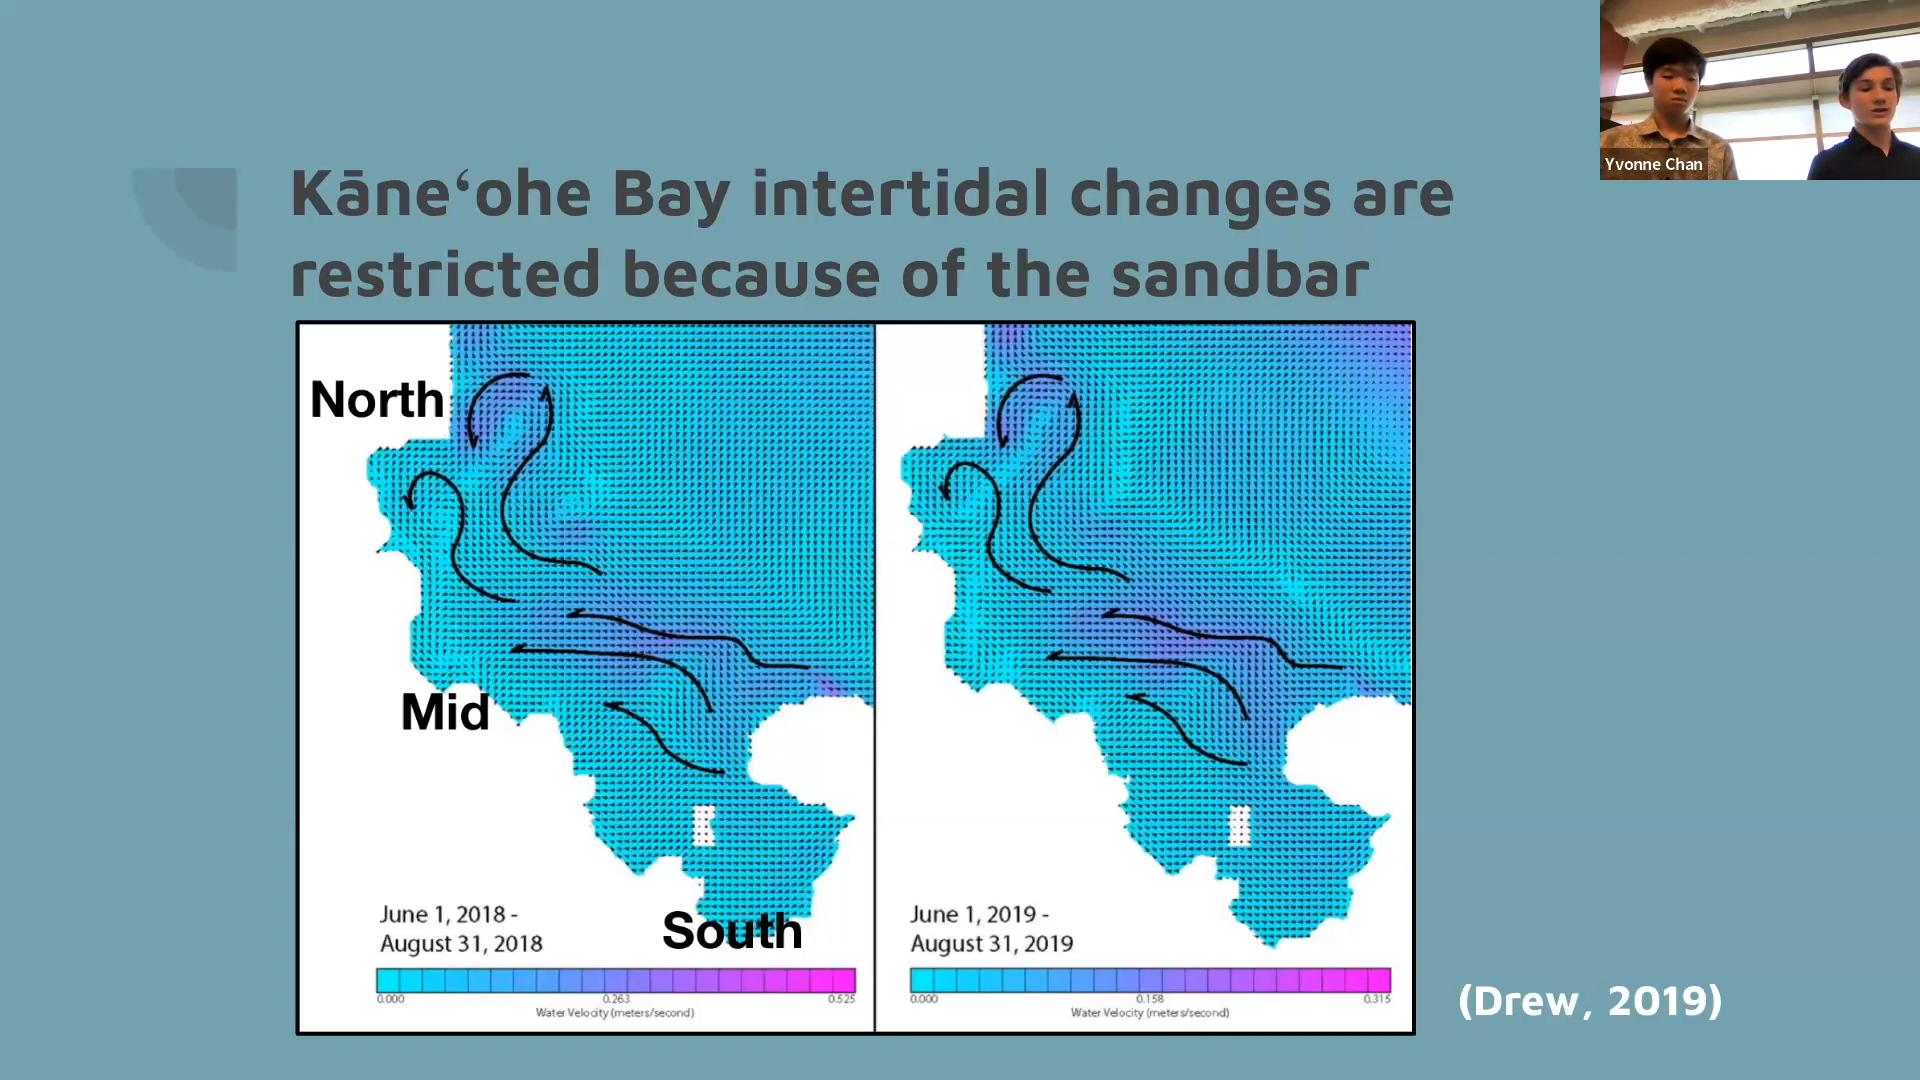 Yvonne Chan
Kāneʻohe Bay intertidal changes are
restricted because of the sandbar
North
Mid
South
June 1, 2018 -
August 31, 2018
0.000 0.263 0.525
Water Velocity (meters/second)
June 1, 2019 -
August 31, 2019
0.000 0.158 0.315
Water Velocity (meters/second)
(Drew, 2019)